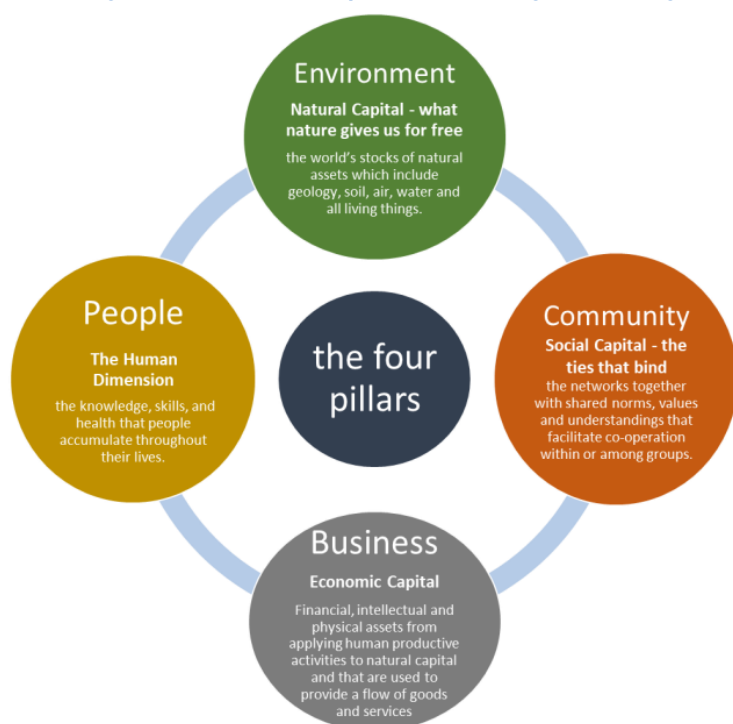 Environment
Natural Capital - what
nature gives us for free
the world's stocks of natural
assets which include
geology, soil, air, water and
all living things.
People
The Human
Dimension
the knowledge, skills, and
health that people
accumulate throughout
their lives.
the four
pillars
Community
Social Capital - the
ties that bind
the networks together
with shared norms, values
and understandings that
facilitate co-operation
within or among groups.
Business
Economic Capital
Financial, intellectual and
physical assets from
applying human productive
activities to natural capital
and that are used to
provide a flow of goods
and services